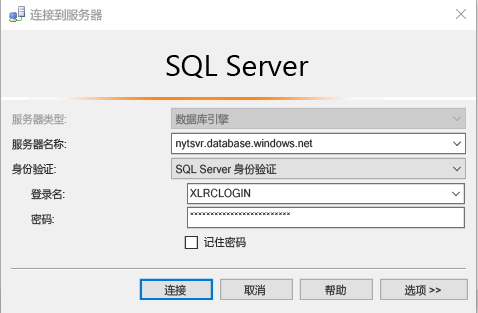 连接到服务器
SQL Server
服务器类型: 数据库引擎
服务器名称: nytsvr.database.windows.net
身份验证: SQL Server 身份验证
登录名: XLRCLOGIN
密码: ************************
记住密码
连接 取消 帮助 选项 >>